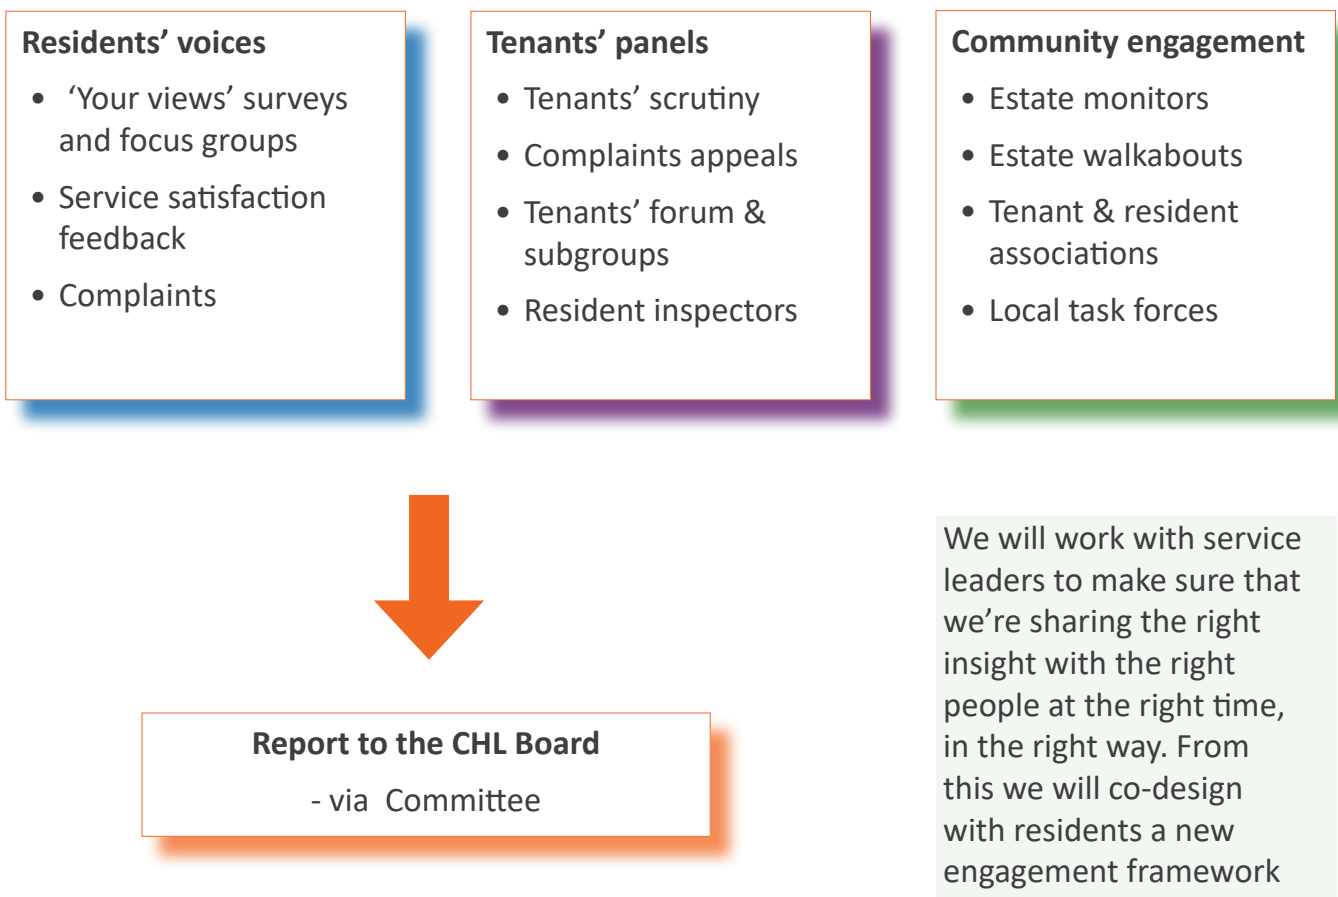 Residents’ voices
• ‘Your views’ surveys
and focus groups
• Service satisfaction
feedback
• Complaints
Tenants’ panels
• Tenants’ scrutiny
• Complaints appeals
• Tenants’ forum &
subgroups
• Resident inspectors
Community engagement
• Estate monitors
• Estate walkabouts
• Tenant & resident
associations
• Local task forces
Report to the CHL Board
- via Committee
We will work with service
leaders to make sure that
we’re sharing the right
insight with the right
people at the right time,
in the right way. From
this we will co-design
with residents a new
engagement framework